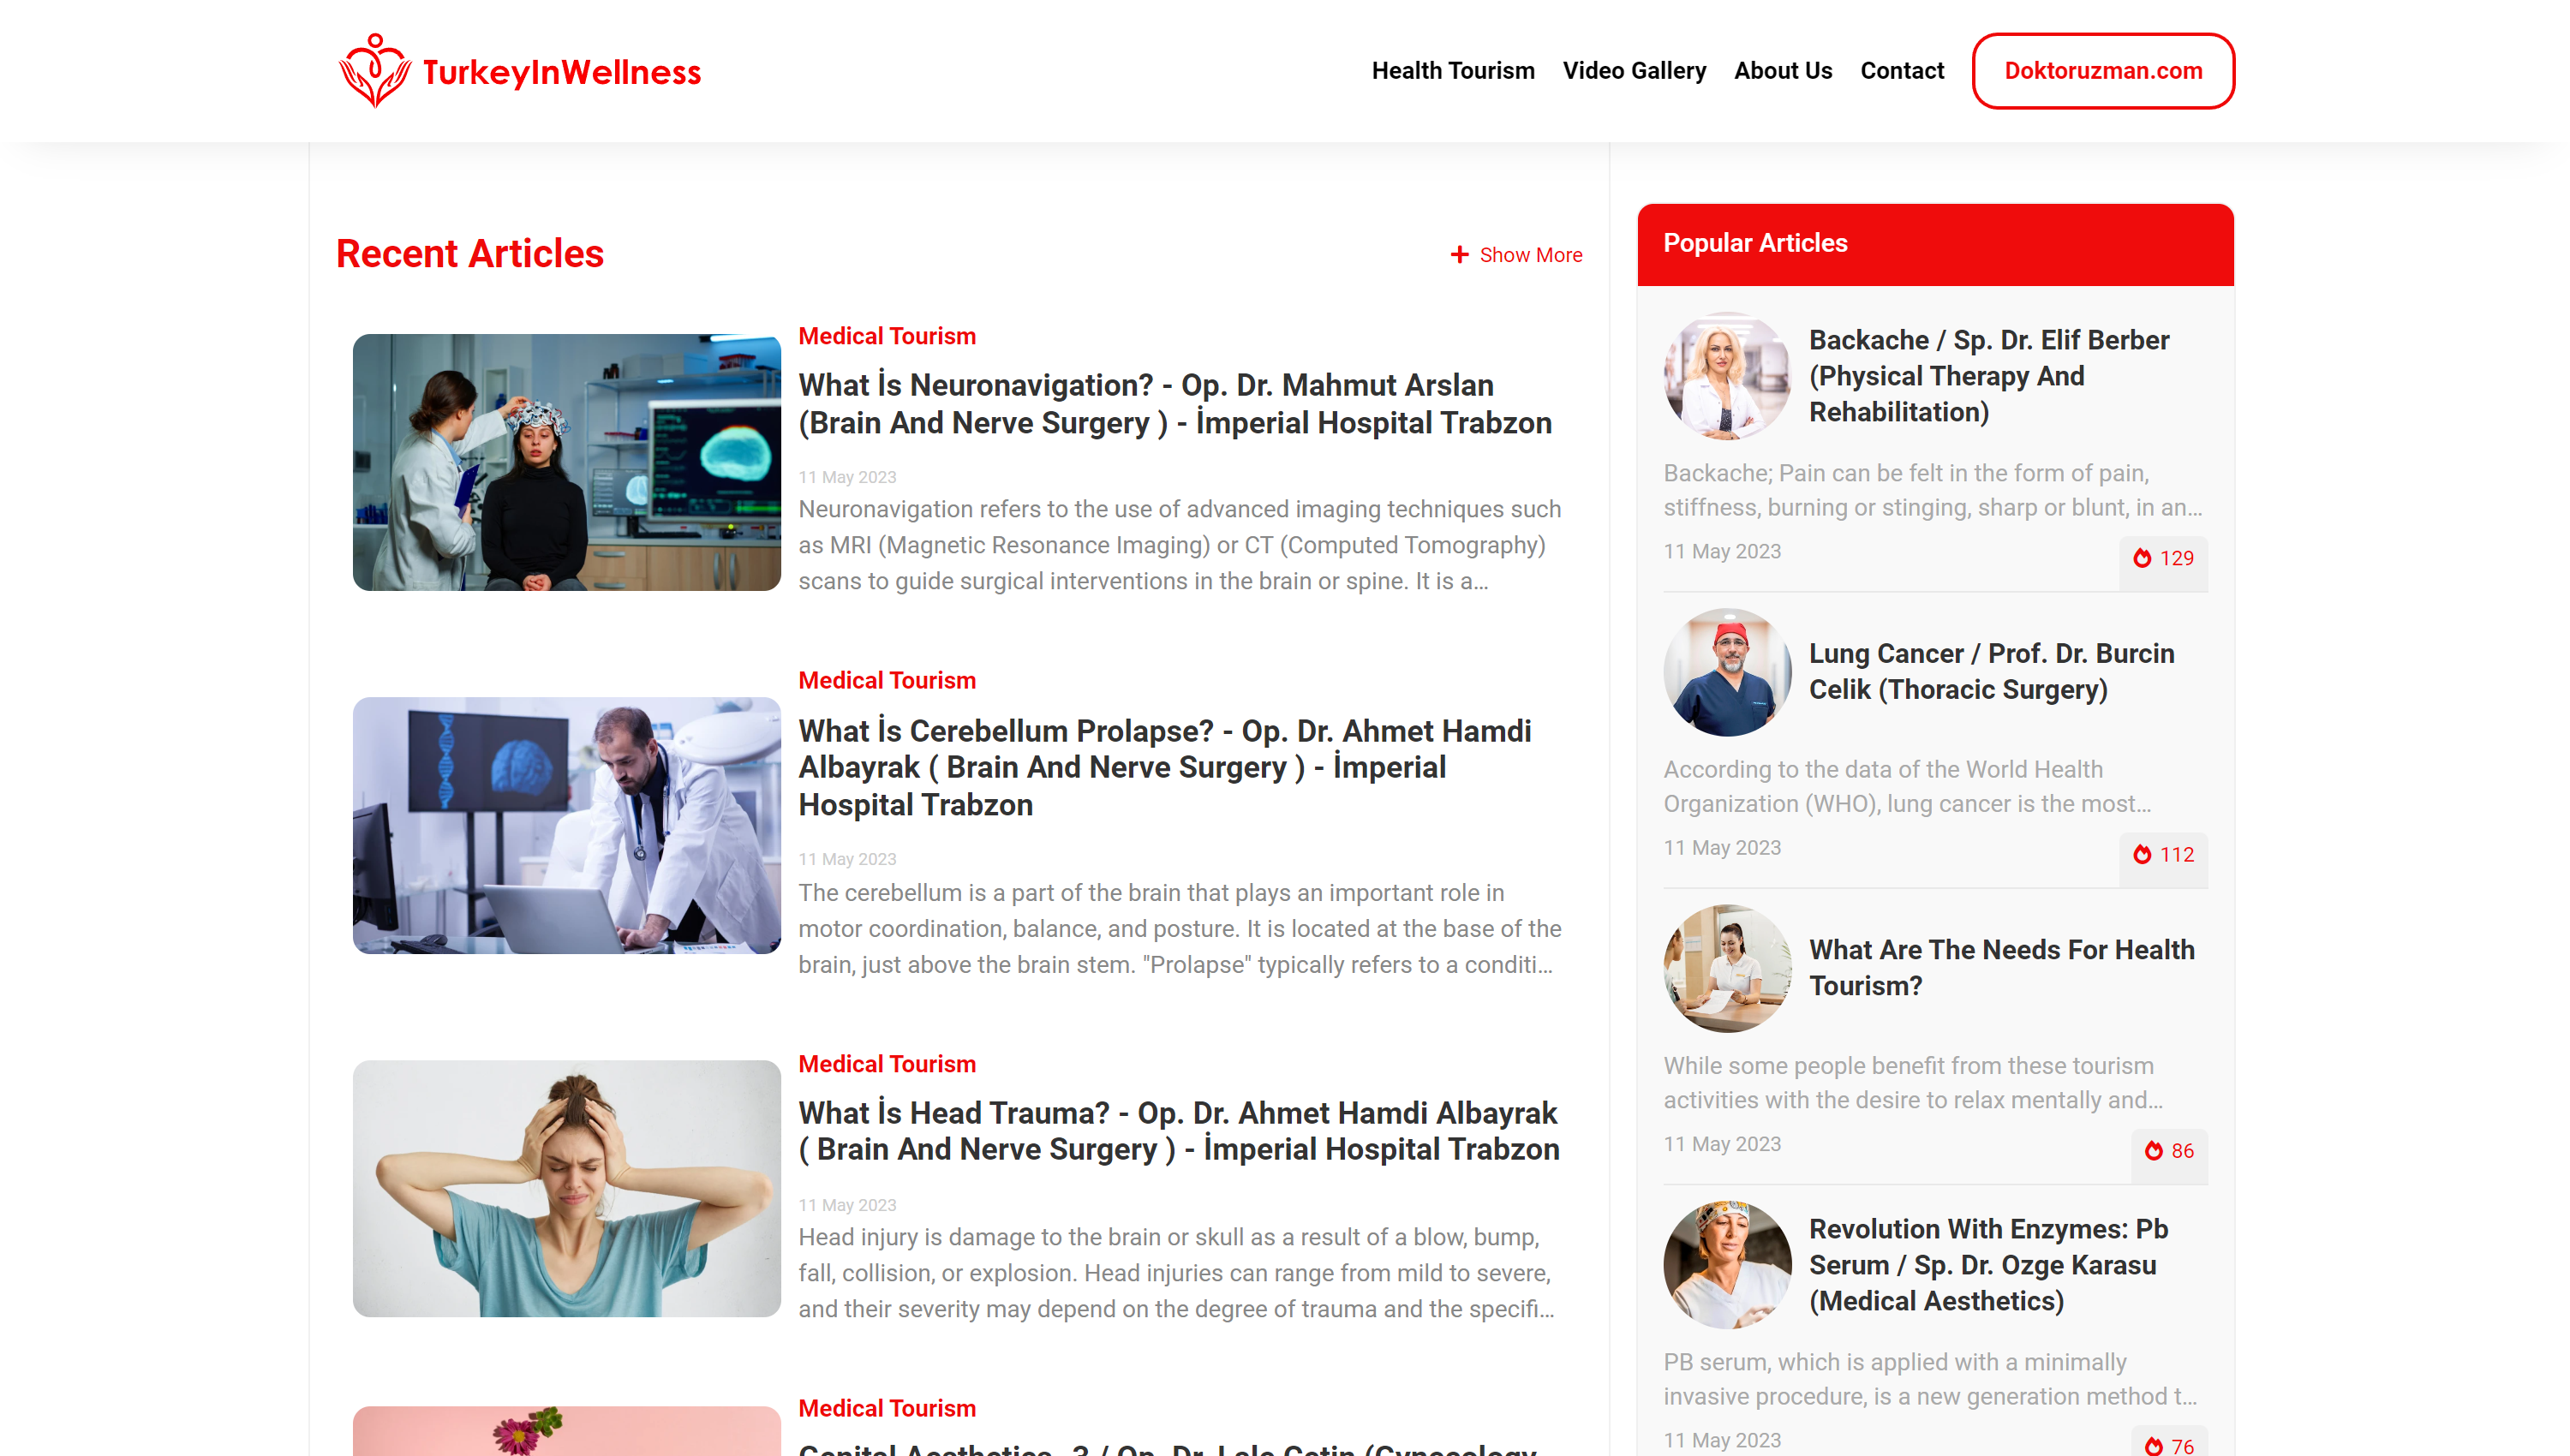 TurkeyInWellness
Health Tourism
Video Gallery
About Us
Contact
Doktoruzman.com
Recent Articles
Show More
Medical Tourism
What İs Neuronavigation? - Op. Dr. Mahmut Arslan
(Brain And Nerve Surgery ) - İmperial Hospital Trabzon
11 May 2023
Neuronavigation refers to the use of advanced imaging techniques such
as MRI (Magnetic Resonance Imaging) or CT (Computed Tomography)
scans to guide surgical interventions in the brain or spine. It is a...
Medical Tourism
What İs Cerebellum Prolapse? - Op. Dr. Ahmet Hamdi
Albayrak ( Brain And Nerve Surgery ) - İmperial
Hospital Trabzon
11 May 2023
The cerebellum is a part of the brain that plays an important role in
motor coordination, balance, and posture. It is located at the base of the
brain, just above the brain stem. "Prolapse" typically refers to a conditi...
Medical Tourism
What İs Head Trauma? - Op. Dr. Ahmet Hamdi Albayrak
( Brain And Nerve Surgery ) - İmperial Hospital Trabzon
11 May 2023
Head injury is damage to the brain or skull as a result of a blow, bump,
fall, collision, or explosion. Head injuries can range from mild to severe,
and their severity may depend on the degree of trauma and the specifi...
Medical Tourism
Genital Aesthetics -3 / Op. Dr. Lale Cetin (Gynecology
Popular Articles
Backache / Sp. Dr. Elif Berber
(Physical Therapy And
Rehabilitation)
Backache; Pain can be felt in the form of pain,
stiffness, burning or stinging, sharp or blunt, in an...
11 May 2023
129
Lung Cancer / Prof. Dr. Burcin
Celik (Thoracic Surgery)
According to the data of the World Health
Organization (WHO), lung cancer is the most...
11 May 2023
112
What Are The Needs For Health
Tourism?
While some people benefit from these tourism
activities with the desire to relax mentally and...
11 May 2023
86
Revolution With Enzymes: Pb
Serum / Sp. Dr. Ozge Karasu
(Medical Aesthetics)
PB serum, which is applied with a minimally
invasive procedure, is a new generation method t...
11 May 2023
76